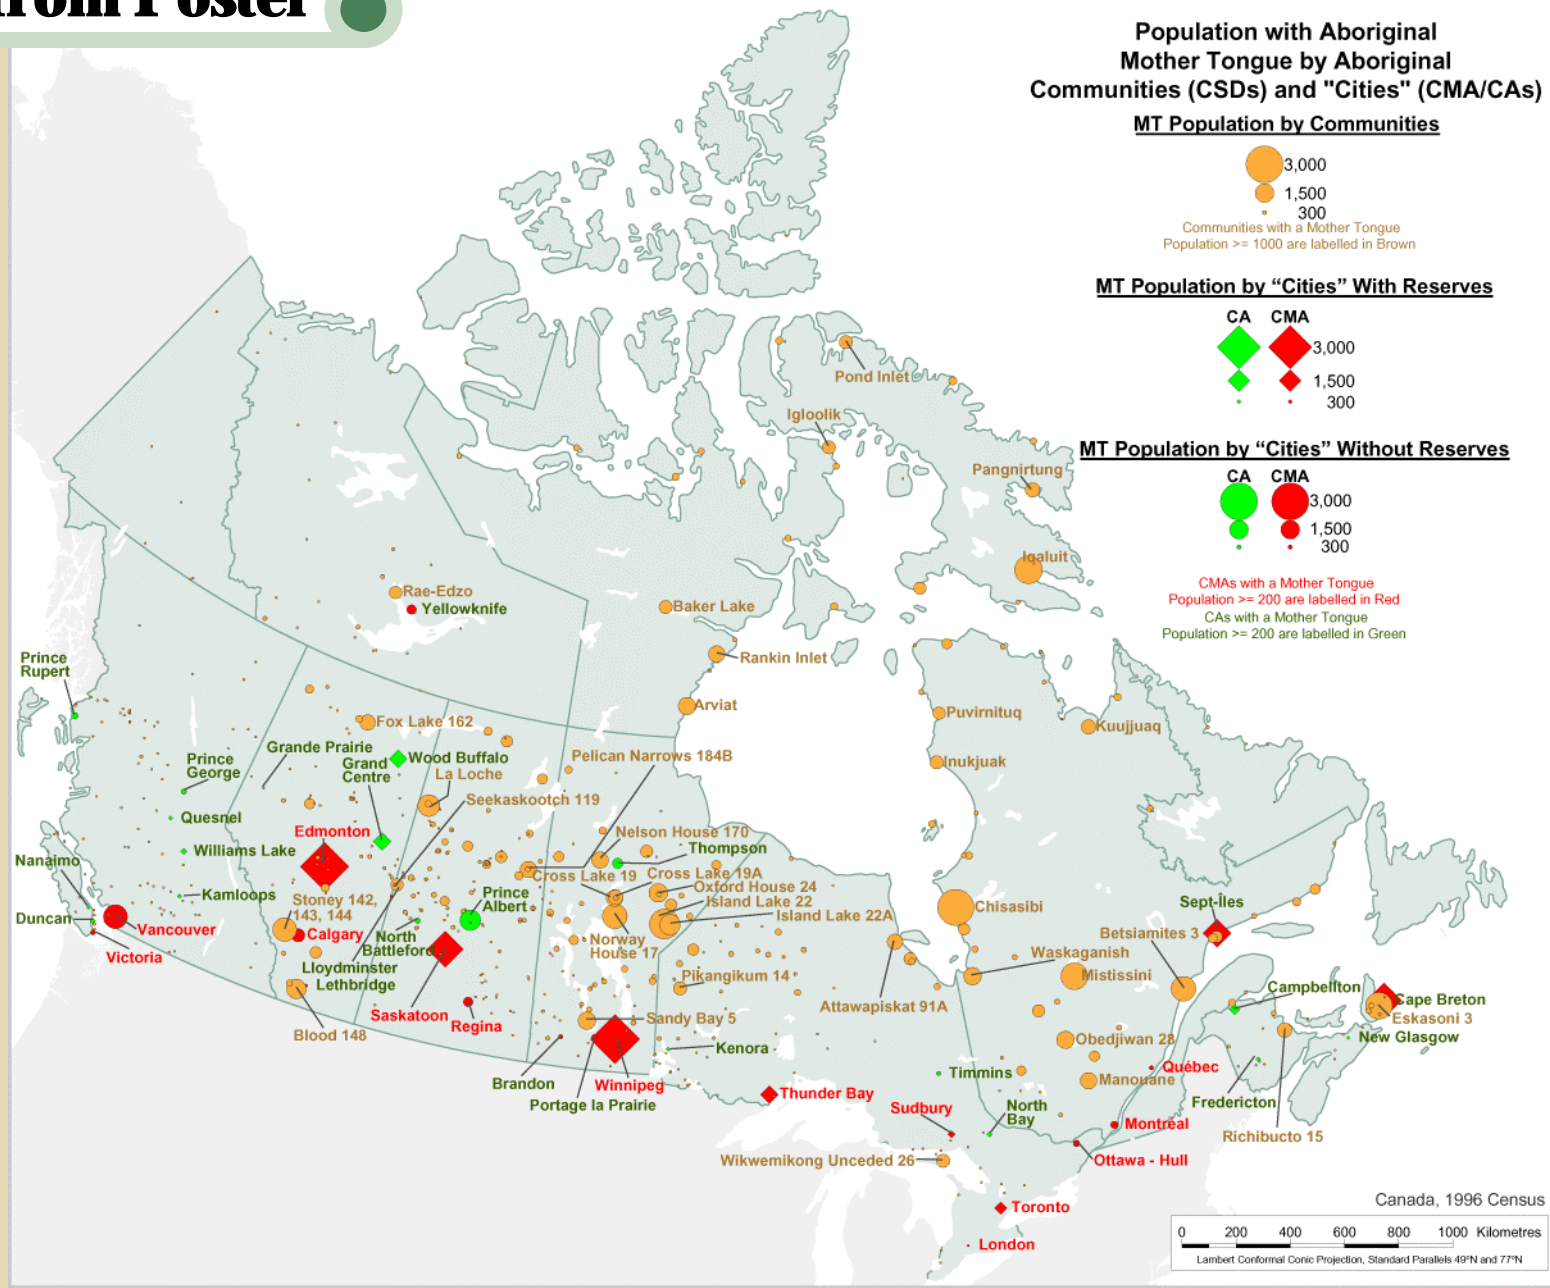 from Poster
Population with Aboriginal
Mother Tongue by Aboriginal
Communities (CSDs) and "Cities" (CMA/CAs)
MT Population by Communities
3,000
1,500
300
Communities with a Mother Tongue
Population >= 1000 are labelled in Brown
MT Population by “Cities” With Reserves
CA CMA
3,000
1,500
300
MT Population by “Cities” Without Reserves
CA CMA
3,000
1,500
300
CMAs with a Mother Tongue
Population >= 200 are labelled in Red
CAs with a Mother Tongue
Population >= 200 are labelled in Green
Pond Inlet
Igloolik
Pangnirtung
Iqaluit
Rae-Edzo
Yellowknife
Baker Lake
Rankin Inlet
Arviat
Puvirnituq
Kuujjuaq
Inukjuak
Prince
Rupert
Fox Lake 162
Grande Prairie
Prince
George
Grand
Centre
Wood Buffalo
La Loche
Pelican Narrows 184B
Seekaskootch 119
Quesnel
Edmonton
Nelson House 170
Thompson
Williams Lake
Nanaimo
Cross Lake 19
Cross Lake 19A
Oxford House 24
Island Lake 22
Island Lake 22A
Kamloops
Stoney 142,
143, 144
Prince
Albert
Chisasibi
Sept-Îles
Duncan
Vancouver
Calgary
North
Battleford
Norway
House 17
Betsiamites 3
Victoria
Lloydminster
Lethbridge
Waskaganish
Mistissini
Pikangikum 14
Attawapiskat 91A
Campbellton
Cape Breton
Eskasoni 3
Saskatoon
Regina
Sandy Bay 5
Blood 148
Obedjiwan 28
New Glasgow
Kenora
Timmins
Québec
Manouane
Brandon
Winnipeg
Portage la Prairie
Thunder Bay
Sudbury
North
Bay
Fredericton
Montréal
Richibucto 15
Wikwemikong Unceded 26
Ottawa - Hull
Toronto
London
Canada, 1996 Census
0 200 400 600 800 1000 Kilometres
Lambert Conformal Conic Projection, Standard Parallels 49ºN and 77ºN